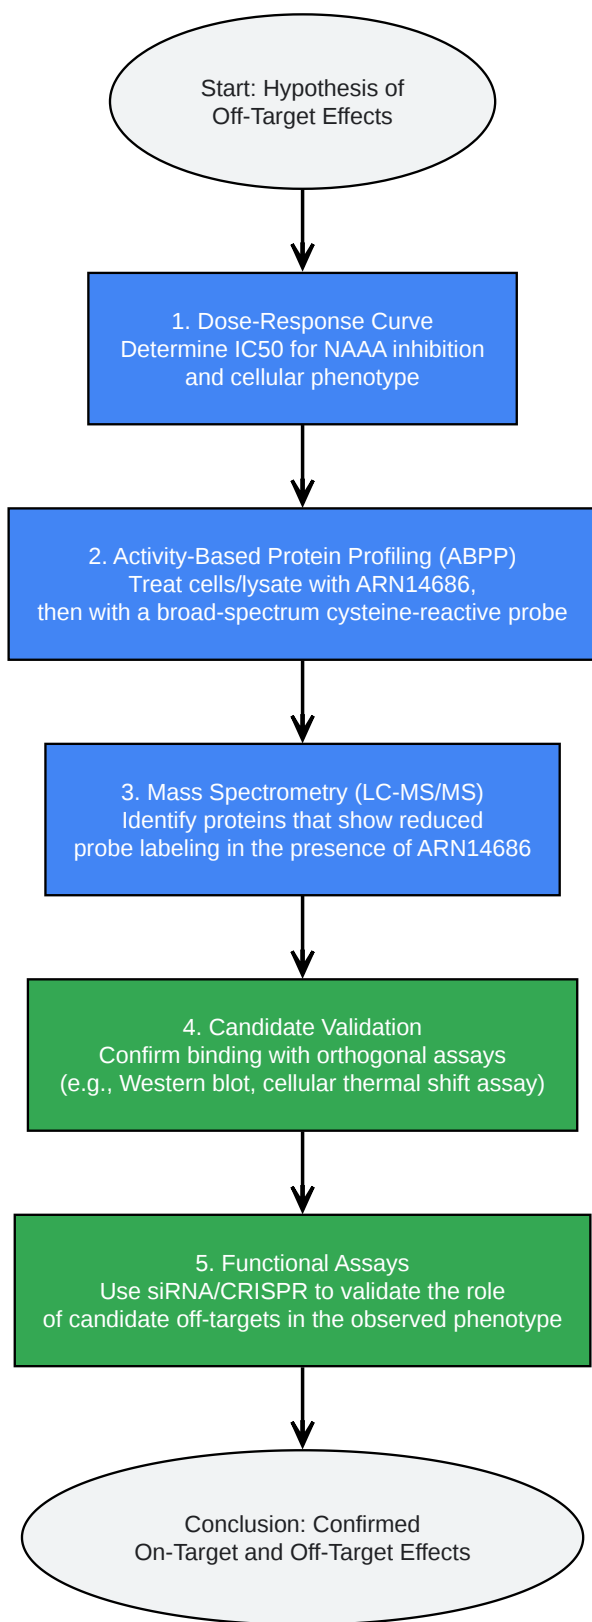 Start: Hypothesis of
Off-Target Effects
1. Dose-Response Curve
Determine IC50 for NAAA inhibition
and cellular phenotype
2. Activity-Based Protein Profiling (ABPP)
Treat cells/lysate with ARN14686,
then with a broad-spectrum cysteine-reactive probe
3. Mass Spectrometry (LC-MS/MS)
Identify proteins that show reduced
probe labeling in the presence of ARN14686
4. Candidate Validation
Confirm binding with orthogonal assays
(e.g., Western blot, cellular thermal shift assay)
5. Functional Assays
Use siRNA/CRISPR to validate the role
of candidate off-targets in the observed phenotype
Conclusion: Confirmed
On-Target and Off-Target Effects